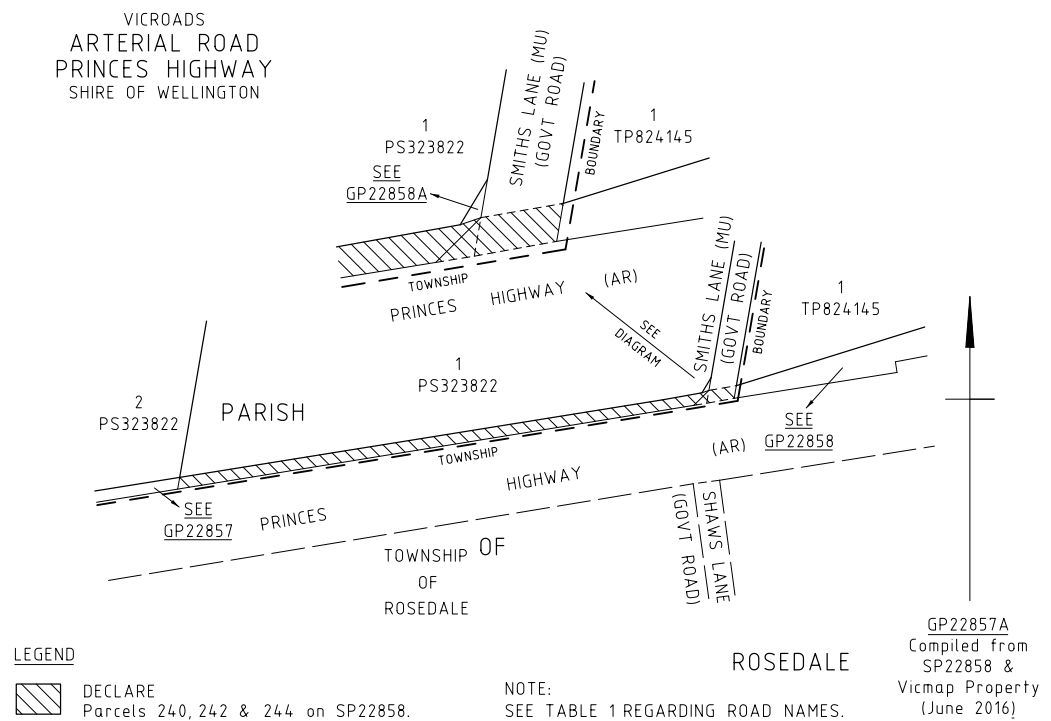 VICROADS
ARTERIAL ROAD
PRINCES HIGHWAY
SHIRE OF WELLINGTON
1
PS323822
SEE
GP22858A
SMITHS LANE (MU)
(GOVT ROAD)
BOUNDARY
1
TP824145
TOWNSHIP
PRINCES HIGHWAY (AR)
SEE
DIAGRAM
SMITHS LANE (MU)
(GOVT ROAD)
BOUNDARY
1
TP824145
2
PS323822
PARISH
1
PS323822
TOWNSHIP
SEE
GP22858
SEE
GP22857
PRINCES HIGHWAY (AR)
SHAWS LANE
(GOVT ROAD)
TOWNSHIP OF
OF
ROSEDALE
LEGEND
DECLARE
Parcels 240, 242 & 244 on SP22858.
ROSEDALE
NOTE:
SEE TABLE 1 REGARDING ROAD NAMES.
GP22857A
Compiled from
SP22858 &
Vicmap Property
(June 2016)